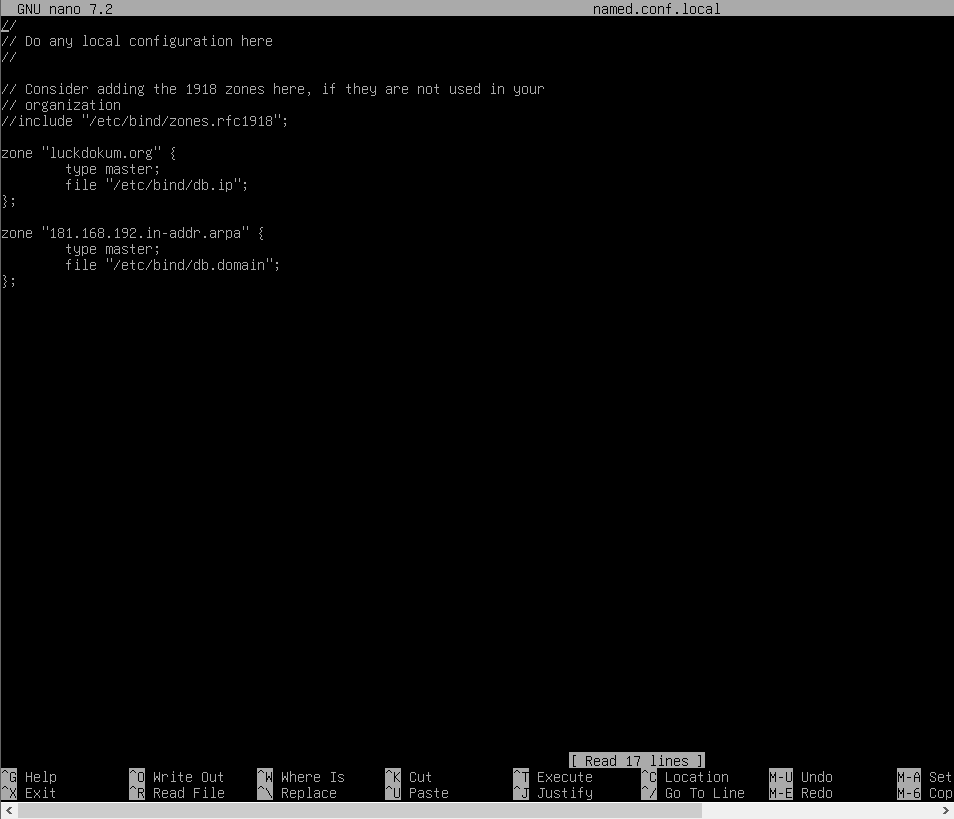 GNU nano 7.2 named.conf.local
//
// Do any local configuration here
//
// Consider adding the 1918 zones here, if they are not used in your
// organization
//include "/etc/bind/zones.rfc1918";
zone "luckdokum.org" {
        type master;
        file "/etc/bind/db.ip";
};
zone "181.168.192.in-addr.arpa" {
        type master;
        file "/etc/bind/db.domain";
};
[ Read 17 lines ]
^G Help ^O Write Out ^W Where Is ^K Cut ^T Execute ^C Location M-U Undo M-A Set
^X Exit ^R Read File ^\ Replace ^U Paste ^J Justify ^/ Go To Line M-E Redo M-6 Cop